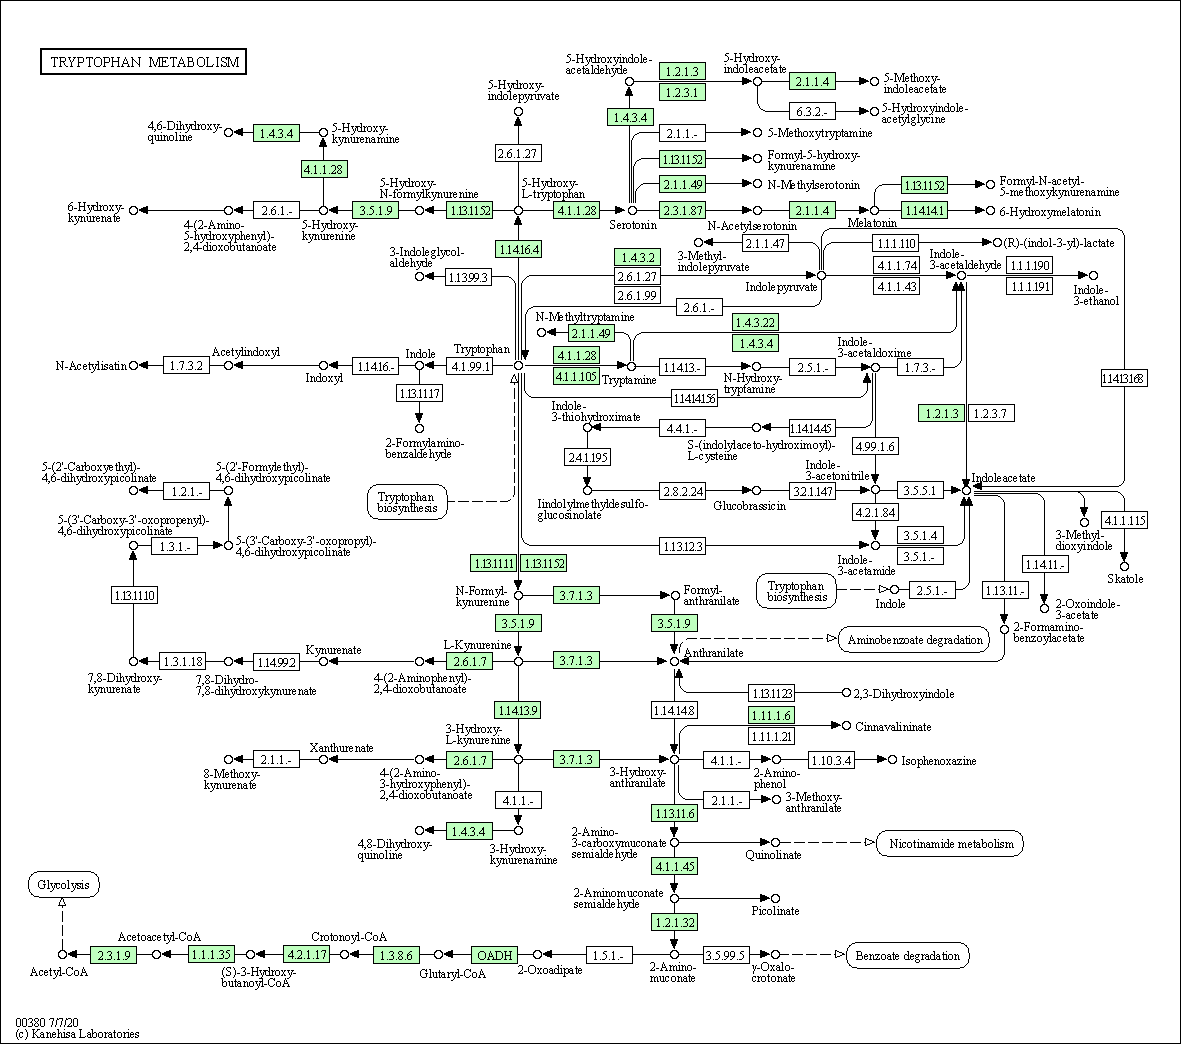 TRYPTOPHAN METABOLISM
5-Hydroxyindole-
acetaldehyde
1.2.1.3
1.2.3.1
5-Hydroxy-
indoleacetate
2.1.1.4
5-Methoxy-
indoleacetate
6.3.2.-
5-Hydroxyindole-
acetylglycine
5-Hydroxy-
indolepyruvate
1.4.3.4
4,6-Dihydroxy-
quinoline
1.4.3.4
5-Hydroxy-
kynurenamine
2.1.1.-
5-Methoxytryptamine
2.6.1.27
4.1.1.28
1.13.11.52
Formyl-5-hydroxy-
kynurenamine
5-Hydroxy-
N-formylkynurenine
5-Hydroxy-
L-tryptophan
2.1.1.49
N-Methylserotonin
1.13.11.52
Formyl-N-acetyl-
5-methoxykynurenamine
6-Hydroxy-
kynurenate
2.6.1.-
3.5.1.9
1.13.11.52
4.1.1.28
2.3.1.87
2.1.1.4
1.14.14.1
6-Hydroxymelatonin
4-(2-Amino-
5-hydroxyphenyl)-
2,4-dioxobutanoate
5-Hydroxy-
kynurenine
Serotonin
N-Acetylserotonin
Melatonin
3-Indoleglycol-
aldehyde
1.14.16.4
1.4.3.2
3-Methyl-
indolepyruvate
2.1.1.47
1.1.1.110
(R)-(indol-3-yl)-lactate
1.13.99.3
2.6.1.27
2.6.1.99
Indolepyruvate
4.1.1.74
4.1.1.43
Indole-
3-acetaldehyde
1.1.1.190
1.1.1.191
Indole-
3-ethanol
2.6.1.-
N-Methyltryptamine
2.1.1.49
1.4.3.22
1.4.3.4
N-Acetylisatin
1.7.3.2
Acetylindoxyl
Indoxyl
1.14.16.-
Indole
4.1.99.1
Tryptophan
4.1.1.28
4.1.1.105
Tryptamine
1.14.13.-
N-Hydroxy-
tryptamine
2.5.1.-
Indole-
3-acetaldoxime
1.7.3.-
1.14.13.168
1.13.11.17
1.14.14.156
2-Formylamino-
benzaldehyde
Indole-
3-thiohydroximate
4.4.1.-
1.14.14.45
S-(indolylaceto-hydroximoyl)-
L-cysteine
1.2.1.3
1.2.3.7
4.99.1.6
2.4.1.195
5-(2'-Carboxyethyl)-
4,6-dihydroxypicolinate
5-(2'-Formylethyl)-
4,6-dihydroxypicolinate
1.2.1.-
Tryptophan
biosynthesis
Indolylmethyldesulfo-
glucosinolate
2.8.2.24
Glucobrassicin
3.2.1.147
Indole-
3-acetonitrile
3.5.5.1
Indoleacetate
4.2.1.84
5-(3'-Carboxy-3'-oxopropenyl)-
4,6-dihydroxypicolinate
1.3.1.-
5-(3'-Carboxy-3'-oxopropyl)-
4,6-dihydroxypicolinate
1.13.12.3
Indole-
3-acetamide
3.5.1.4
3.5.1.-
3-Methyl-
dioxyindole
4.1.1.115
Skatole
1.13.11.11
1.13.11.52
1.14.11.-
1.13.11.10
N-Formyl-
kynurenine
3.7.1.3
Formyl-
anthranilate
Tryptophan
biosynthesis
Indole
2.5.1.-
1.13.11.-
2-Oxoindole-
3-acetate
3.5.1.9
3.5.1.9
Aminobenzoate degradation
2-Formamino-
benzoylacetate
1.3.1.18
1.14.99.2
Kynurenate
L-Kynurenine
2.6.1.7
3.7.1.3
Anthranilate
7,8-Dihydroxy-
kynurenate
7,8-Dihydro-
7,8-dihydroxykynurenate
4-(2-Aminophenyl)-
2,4-dioxobutanoate
1.13.11.23
2,3-Dihydroxyindole
1.14.13.9
1.14.14.8
1.11.1.6
1.11.1.21
Cinnavalininate
3-Hydroxy-
L-kynurenine
2.1.1.-
Xanthurenate
2.6.1.7
3.7.1.3
4.1.1.-
1.10.3.4
Isophenoxazine
8-Methoxy-
kynurenate
4-(2-Amino-
3-hydroxyphenyl)-
2,4-dioxobutanoate
3-Hydroxy-
anthranilate
2-Amino-
phenol
4.1.1.-
2.1.1.-
3-Methoxy-
anthranilate
1.13.11.6
1.4.3.4
4,8-Dihydroxy-
quinoline
3-Hydroxy-
kynurenamine
2-Amino-
3-carboxymuconate
semialdehyde
Quinolinate
Nicotinamide metabolism
4.1.1.45
Glycolysis
2-Aminomuconate
semialdehyde
Picolinate
1.2.1.32
Acetoacetyl-CoA
Crotonoyl-CoA
2.3.1.9
1.1.1.35
4.2.1.17
1.3.8.6
OADH
1.5.1.-
3.5.99.5
Benzoate degradation
Acetyl-CoA
(S)-3-Hydroxy-
butanoyl-CoA
Glutaryl-CoA
2-Oxoadipate
2-Amino-
muconate
γ-Oxalo-
crotonate
00380 7/7/20
(c) Kanehisa Laboratories